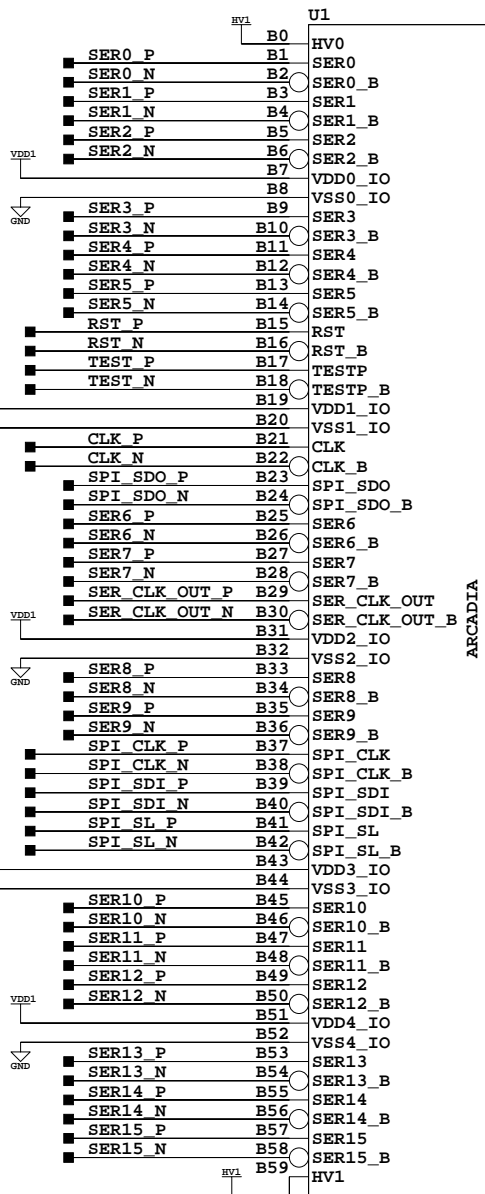 U1
HV1 B0 HV0
SER0_P B1 SER0
SER0_N B2 SER0_B
SER1_P B3 SER1
SER1_N B4 SER1_B
SER2_P B5 SER2
SER2_N B6 SER2_B
VDD1 B7 VDD0_IO
GND B8 VSS0_IO
SER3_P B9 SER3
SER3_N B10 SER3_B
SER4_P B11 SER4
SER4_N B12 SER4_B
SER5_P B13 SER5
SER5_N B14 SER5_B
RST_P B15 RST
RST_N B16 RST_B
TEST_P B17 TESTP
TEST_N B18 TESTP_B
B19 VDD1_IO
B20 VSS1_IO
CLK_P B21 CLK
CLK_N B22 CLK_B
SPI_SDO_P B23 SPI_SDO
SPI_SDO_N B24 SPI_SDO_B
SER6_P B25 SER6
SER6_N B26 SER6_B
SER7_P B27 SER7
SER7_N B28 SER7_B
SER_CLK_OUT_P B29 SER_CLK_OUT
SER_CLK_OUT_N B30 SER_CLK_OUT_B
VDD1 B31 VDD2_IO
GND B32 VSS2_IO
SER8_P B33 SER8
SER8_N B34 SER8_B
SER9_P B35 SER9
SER9_N B36 SER9_B
SPI_CLK_P B37 SPI_CLK
SPI_CLK_N B38 SPI_CLK_B
SPI_SDI_P B39 SPI_SDI
SPI_SDI_N B40 SPI_SDI_B
SPI_SL_P B41 SPI_SL
SPI_SL_N B42 SPI_SL_B
B43 VDD3_IO
B44 VSS3_IO
SER10_P B45 SER10
SER10_N B46 SER10_B
SER11_P B47 SER11
SER11_N B48 SER11_B
SER12_P B49 SER12
SER12_N B50 SER12_B
VDD1 B51 VDD4_IO
GND B52 VSS4_IO
SER13_P B53 SER13
SER13_N B54 SER13_B
SER14_P B55 SER14
SER14_N B56 SER14_B
SER15_P B57 SER15
SER15_N B58 SER15_B
HV1 B59 HV1
ARCADIA